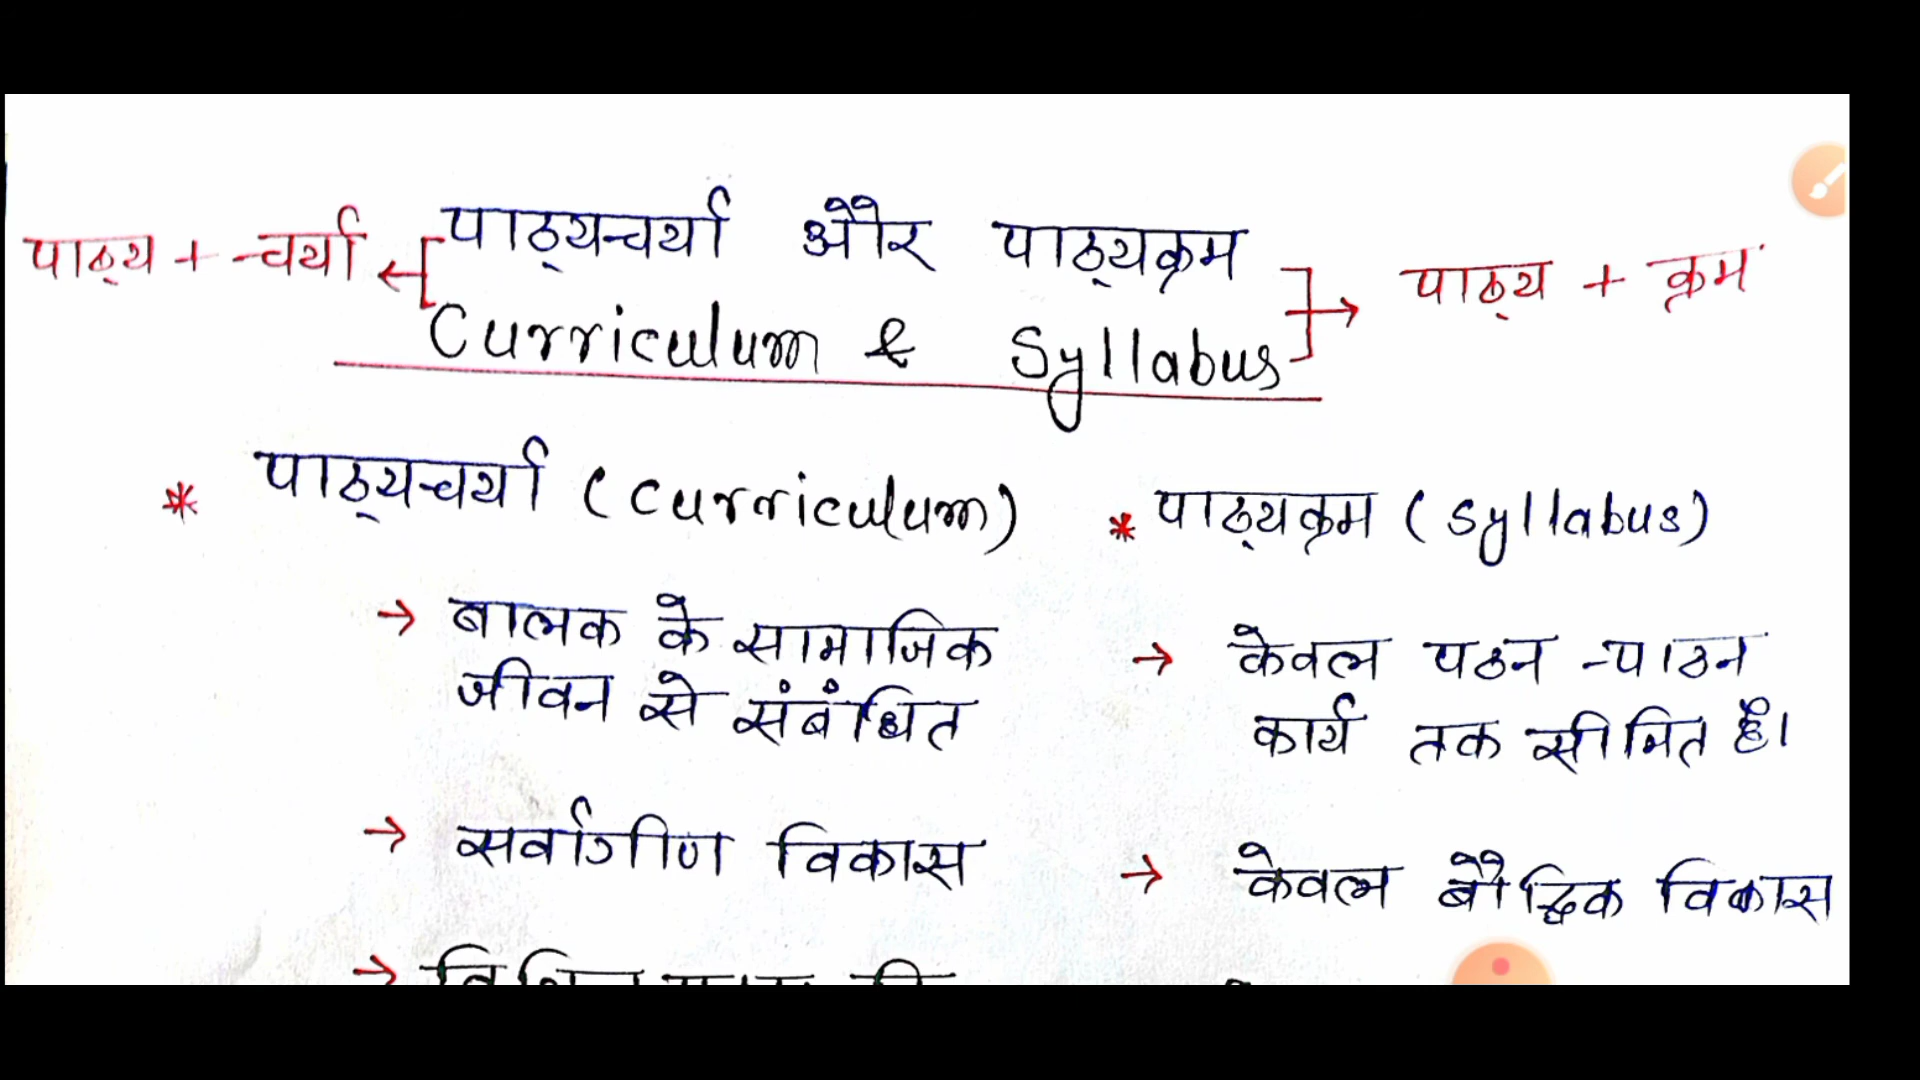 पाठ्यचर्या और पाठ्यक्रम
पाठ्य + चर्या
पाठ्य + क्रम
Curriculum & Syllabus
* पाठ्यचर्या (Curriculum)
→ बालक के सामाजिक
जीवन से संबंधित
→ सर्वागीण विकास
* पाठ्यक्रम (Syllabus)
→ केवल पठन-पाठन
कार्य तक सीमित है।
→ केवल बौद्धिक विकास